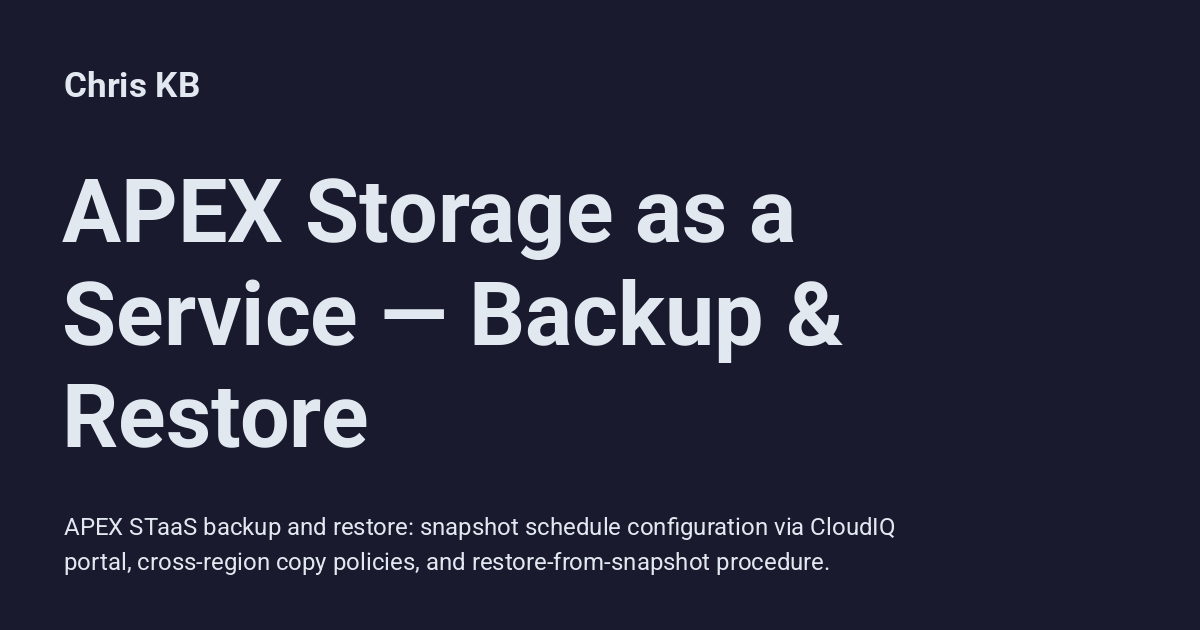 Chris KB
APEX Storage as a
Service — Backup &
Restore
APEX STaaS backup and restore: snapshot schedule configuration via CloudIQ
portal, cross-region copy policies, and restore-from-snapshot procedure.